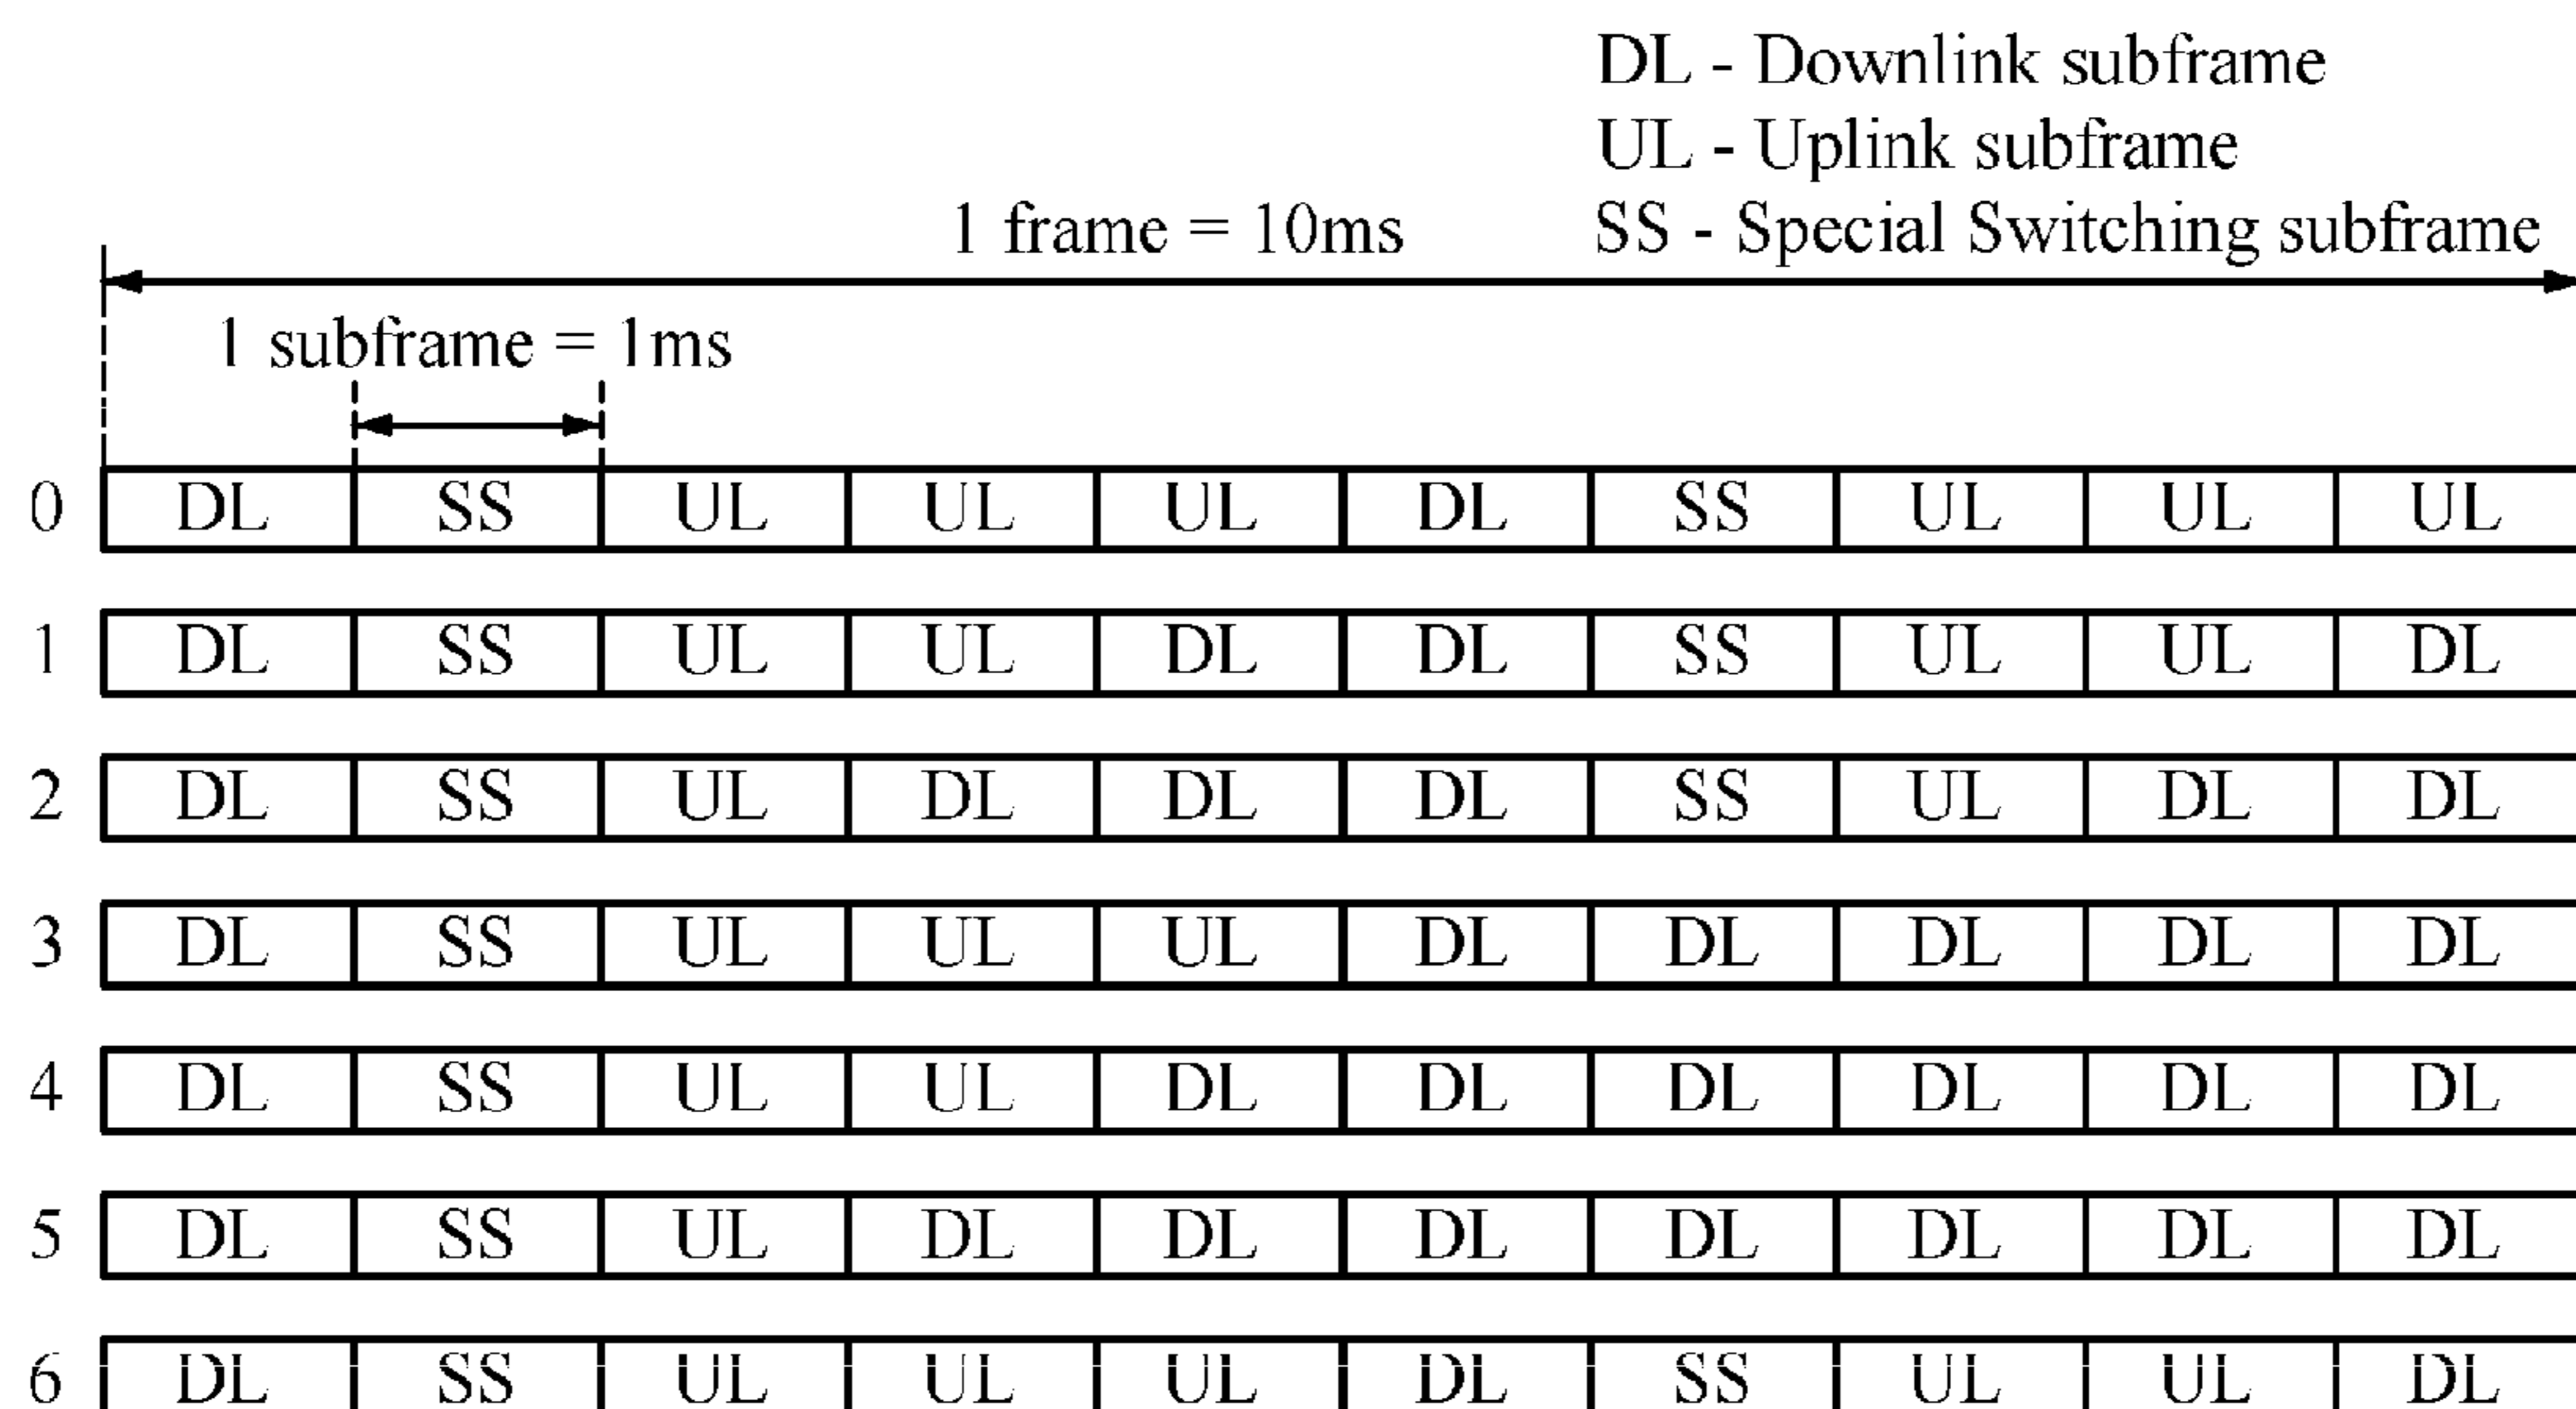 DL - Downlink subframe
UL - Uplink subframe
SS - Special Switching subframe
1 frame = 10ms
1 subframe = 1ms
0 DL SS UL UL UL DL SS UL UL UL
1 DL SS UL UL DL DL SS UL UL DL
2 DL SS UL DL DL DL SS UL DL DL
3 DL SS UL UL UL DL DL DL DL DL
4 DL SS UL UL DL DL DL DL DL DL
5 DL SS UL DL DL DL DL DL DL DL
6 DL SS UL UL UL DL SS UL UL DL